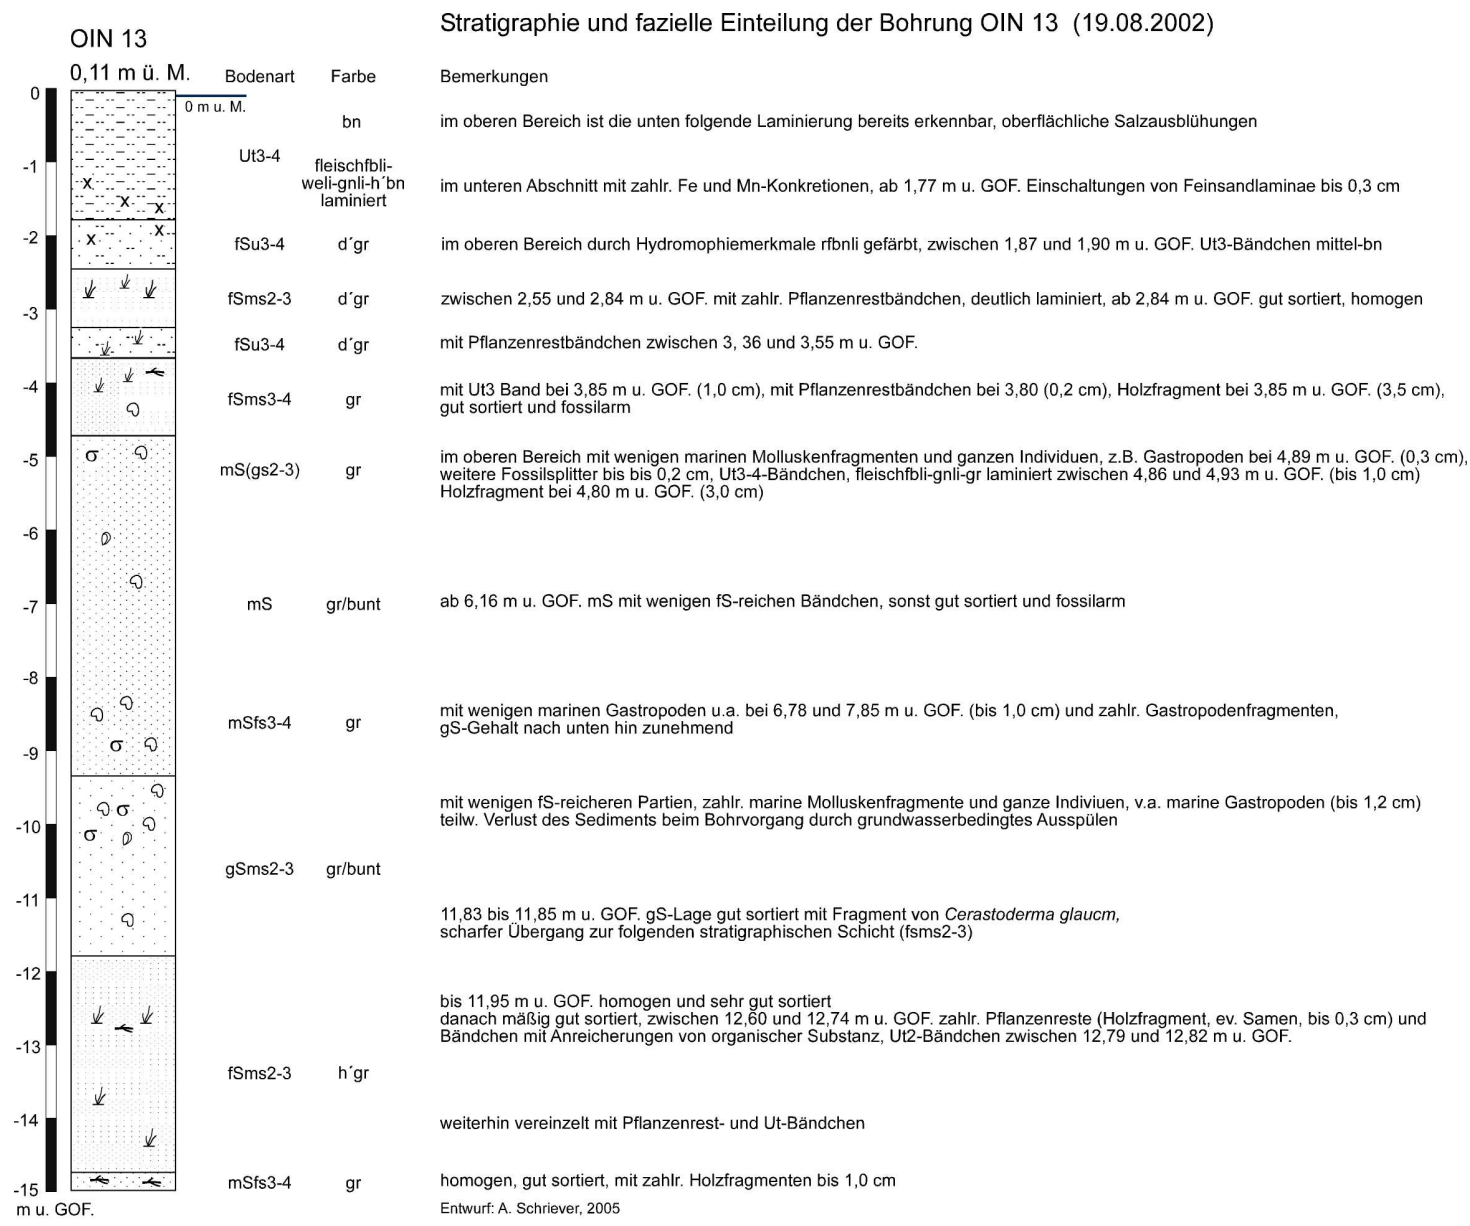 Stratigraphie und fazielle Einteilung der Bohrung OIN 13 (19.08.2002)
OIN 13
0,11 m ü. M.
Bodenart Farbe Bemerkungen
0
0 m u. M.
bn im oberen Bereich ist die unten folgende Laminierung bereits erkennbar, oberflächliche Salzausblühungen
-1
Ut3-4
fleischfbli-
weli-gnli-h´bn
laminiert
im unteren Abschnitt mit zahlr. Fe und Mn-Konkretionen, ab 1,77 m u. GOF. Einschaltungen von Feinsandlaminae bis 0,3 cm
-2
fSu3-4 d´gr im oberen Bereich durch Hydromophiemerkmale rfbnli gefärbt, zwischen 1,87 und 1,90 m u. GOF. Ut3-Bändchen mittel-bn
fSms2-3 d´gr zwischen 2,55 und 2,84 m u. GOF. mit zahlr. Pflanzenrestbändchen, deutlich laminiert, ab 2,84 m u. GOF. gut sortiert, homogen
-3
fSu3-4 d´gr mit Pflanzenrestbändchen zwischen 3, 36 und 3,55 m u. GOF.
-4
fSms3-4 gr mit Ut3 Band bei 3,85 m u. GOF. (1,0 cm), mit Pflanzenrestbändchen bei 3,80 (0,2 cm), Holzfragment bei 3,85 m u. GOF. (3,5 cm),
gut sortiert und fossilarm
-5
mS(gs2-3) gr im oberen Bereich mit wenigen marinen Molluskenfragmenten und ganzen Individuen, z.B. Gastropoden bei 4,89 m u. GOF. (0,3 cm),
weitere Fossilsplitter bis bis 0,2 cm, Ut3-4-Bändchen, fleischfbli-gnli-gr laminiert zwischen 4,86 und 4,93 m u. GOF. (bis 1,0 cm)
Holzfragment bei 4,80 m u. GOF. (3,0 cm)
-6
-7
mS gr/bunt ab 6,16 m u. GOF. mS mit wenigen fS-reichen Bändchen, sonst gut sortiert und fossilarm
-8
mSfs3-4 gr mit wenigen marinen Gastropoden u.a. bei 6,78 und 7,85 m u. GOF. (bis 1,0 cm) und zahlr. Gastropodenfragmenten,
gS-Gehalt nach unten hin zunehmend
-9
mit wenigen fS-reicheren Partien, zahlr. marine Molluskenfragmente und ganze Indiviuen, v.a. marine Gastropoden (bis 1,2 cm)
teilw. Verlust des Sediments beim Bohrvorgang durch grundwasserbedingtes Ausspülen
-10
gSms2-3 gr/bunt
-11
11,83 bis 11,85 m u. GOF. gS-Lage gut sortiert mit Fragment von Cerastoderma glaucm,
scharfer Übergang zur folgenden stratigraphischen Schicht (fsms2-3)
-12
bis 11,95 m u. GOF. homogen und sehr gut sortiert
danach mäßig gut sortiert, zwischen 12,60 und 12,74 m u. GOF. zahlr. Pflanzenreste (Holzfragment, ev. Samen, bis 0,3 cm) und
Bändchen mit Anreicherungen von organischer Substanz, Ut2-Bändchen zwischen 12,79 und 12,82 m u. GOF.
-13
fSms2-3 h´gr
-14
weiterhin vereinzelt mit Pflanzenrest- und Ut-Bändchen
mSfs3-4 gr homogen, gut sortiert, mit zahlr. Holzfragmenten bis 1,0 cm
-15
m u. GOF.
Entwurf: A. Schriever, 2005